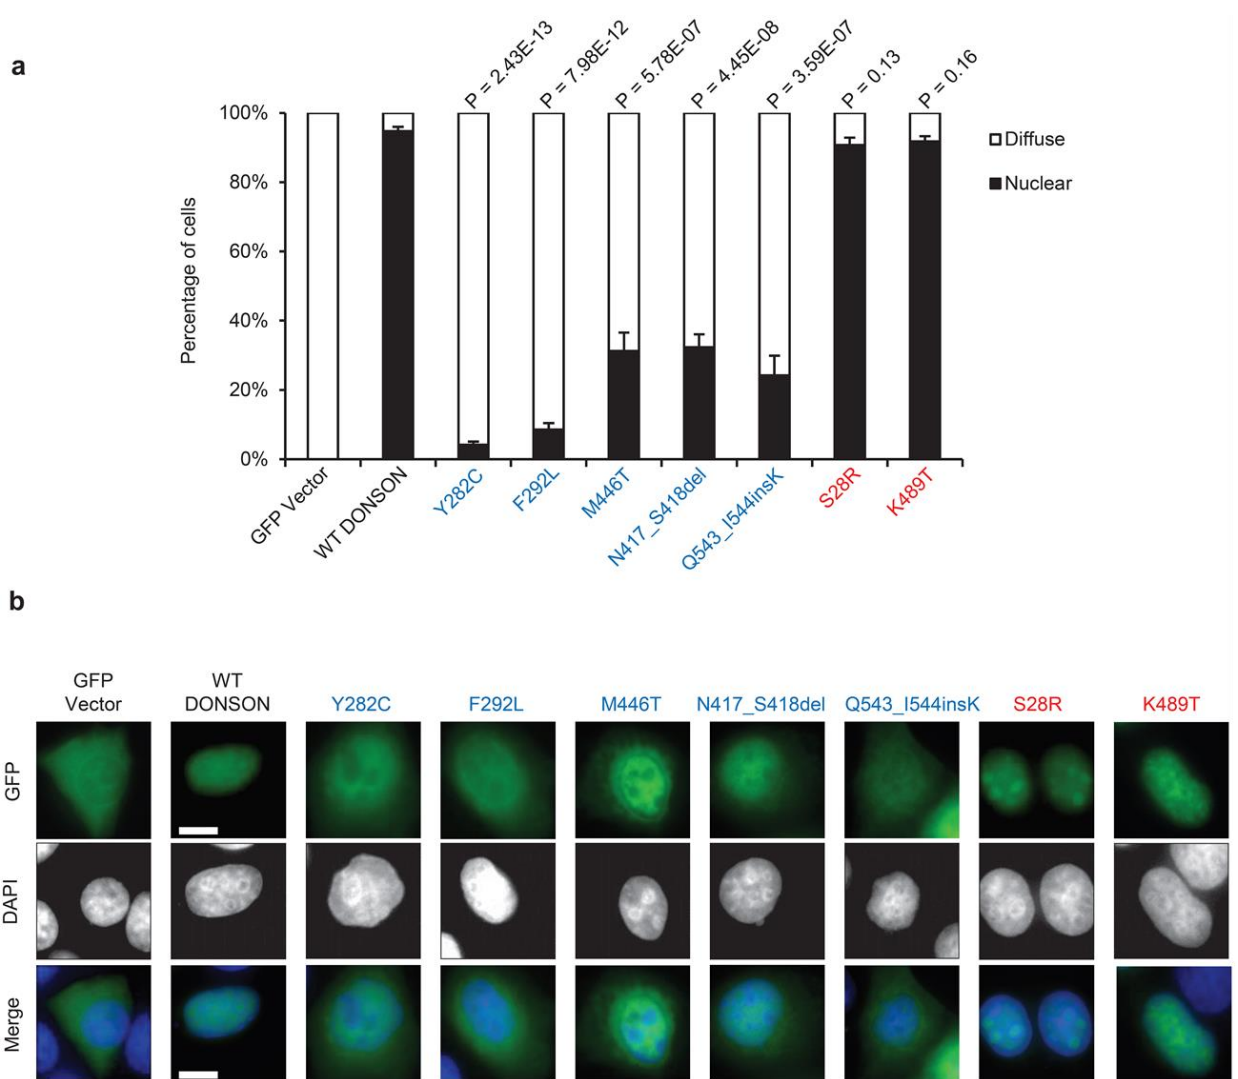 a
P = 2.43E-13
P = 7.98E-12
P = 5.78E-07
P = 4.45E-08
P = 3.59E-07
P = 0.13
P = 0.16
100%
80%
60%
40%
20%
0%
Percentage of cells
Diffuse
Nuclear
GFP Vector
WT DONSON
Y282C
F292L
M446T
N417_S418del
Q543_I544insK
S28R
K489T
b
GFP
Vector
WT
DONSON
Y282C
F292L
M446T
N417_S418del
Q543_I544insK
S28R
K489T
GFP
DAPI
Merge